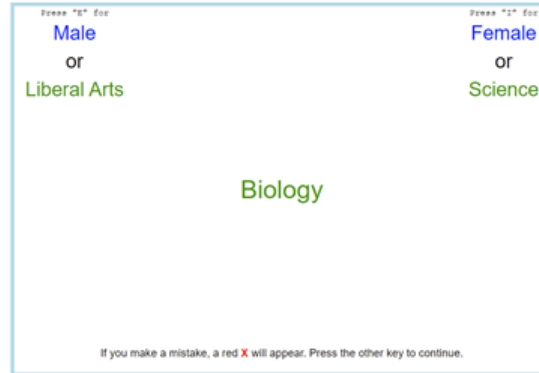 Press "E" for
Male
or
Liberal Arts
Press "I" for
Female
or
Science
Biology
If you make a mistake, a red X will appear. Press the other key to continue.